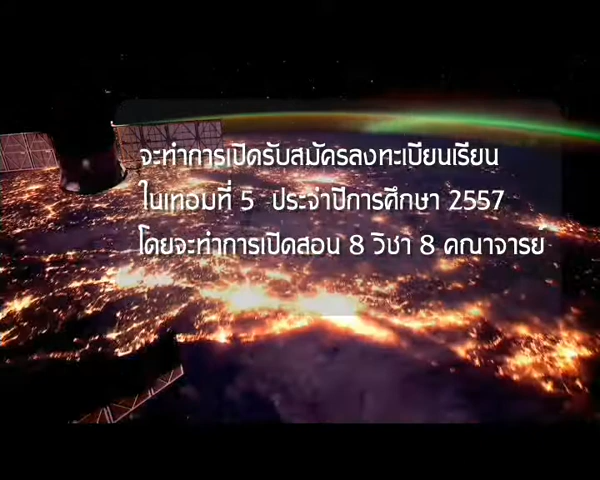 จะทำการเปิดรับสมัครลงทะเบียนเรียน
ในเทอมที่ 5 ประจำปีการศึกษา 2557
โดยจะทำการเปิดสอน 8 วิชา 8 คณาจารย์